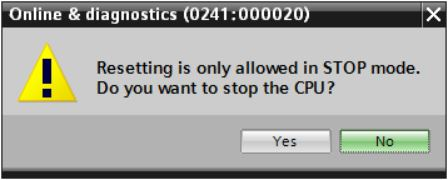 Online & diagnostics (0241:000020)
Resetting is only allowed in STOP mode.
Do you want to stop the CPU?
Yes
No